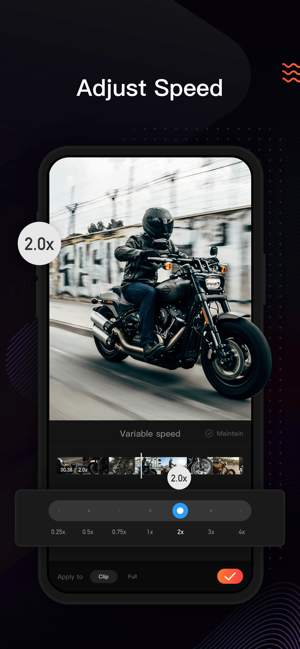 Adjust Speed
2.0x
Variable speed
Maintain
00:38 2.0x
2.0x
0.25x 0.5x 0.75x 1x 2x 3x 4x
Apply to Clip Full